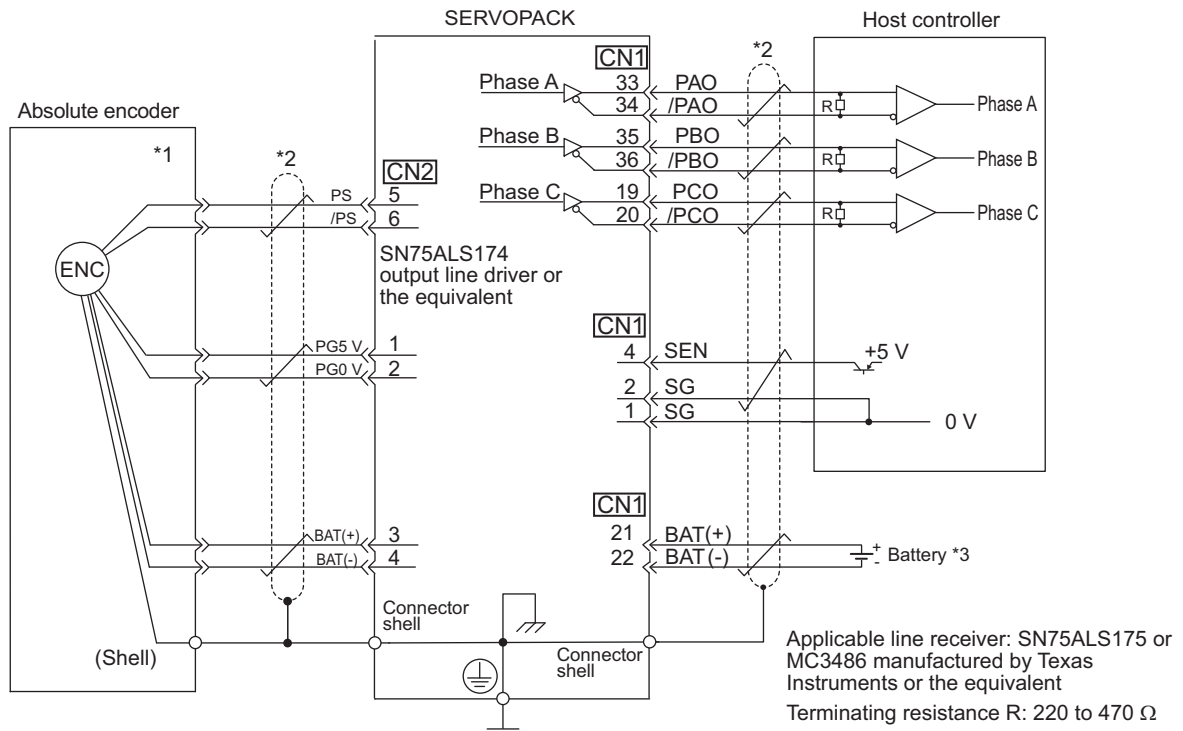 SERVOPACK
Host controller
Absolute encoder
*1
*2
CN2
PS 5
/PS 6
ENC
SN75ALS174
output line driver or
the equivalent
PG5 V 1
PG0 V 2
BAT(+) 3
BAT(-) 4
(Shell)
Connector
shell
CN1
*2
Phase A 33 PAO R Phase A
34 /PAO
Phase B 35 PBO R Phase B
36 /PBO
Phase C 19 PCO R Phase C
20 /PCO
CN1
4 SEN +5 V
2 SG
1 SG 0 V
CN1
21 BAT(+)
22 BAT (-)
+
- Battery *3
Connector
shell
Applicable line receiver: SN75ALS175 or
MC3486 manufactured by Texas
Instruments or the equivalent
Terminating resistance R: 220 to 470 Ω